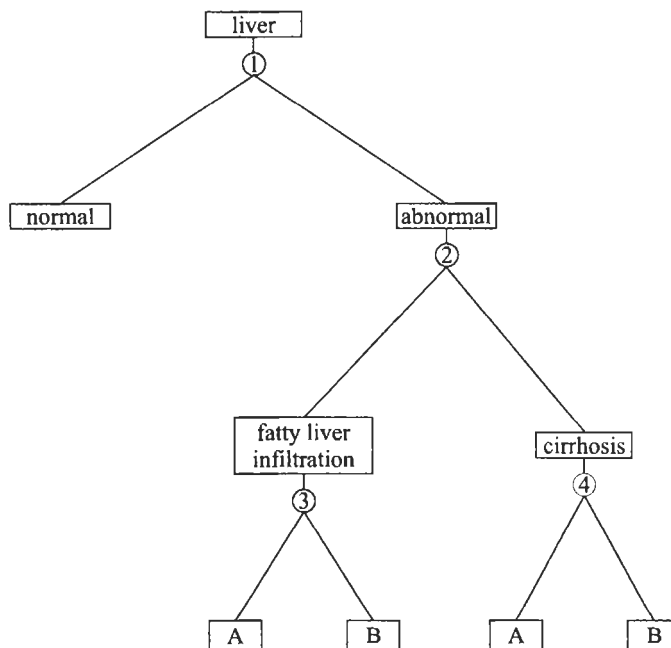 liver
1
normal
abnormal
2
fatty liver
infiltration
cirrhosis
3
4
A
B
A
B